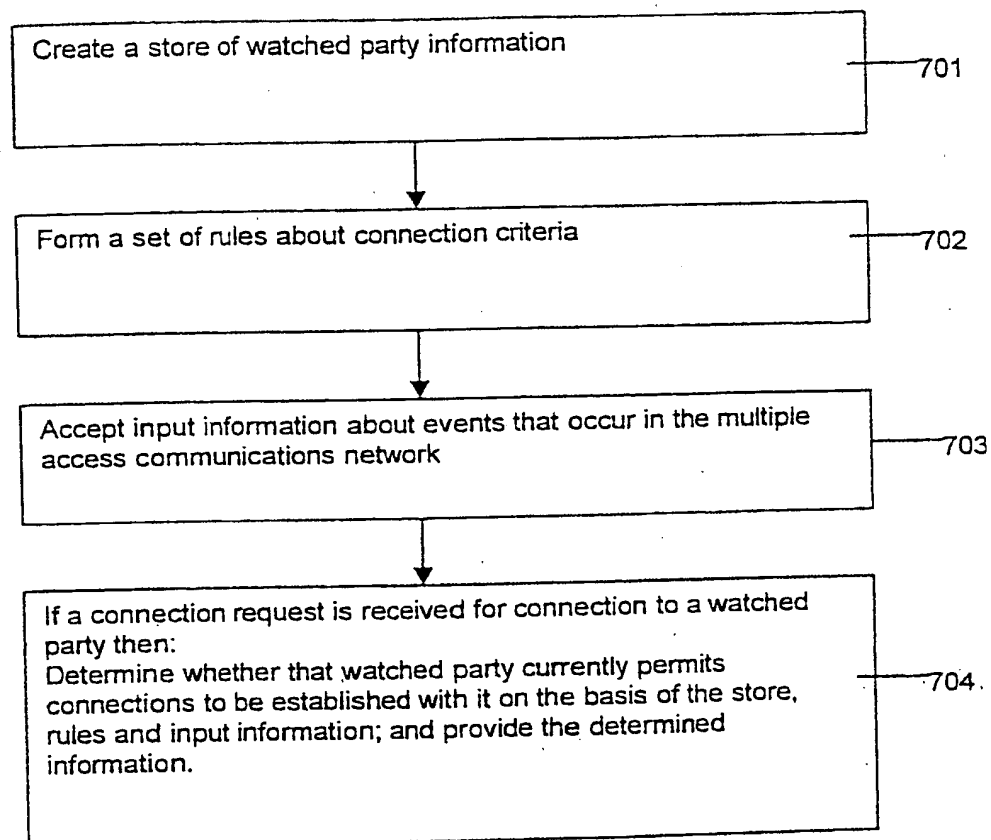 Create a store of watched party information
701
Form a set of rules about connection criteria
702
Accept input information about events that occur in the multiple
access communications network
703
If a connection request is received for connection to a watched
party then:
Determine whether that watched party currently permits
connections to be established with it on the basis of the store,
rules and input information; and provide the determined
information.
704.